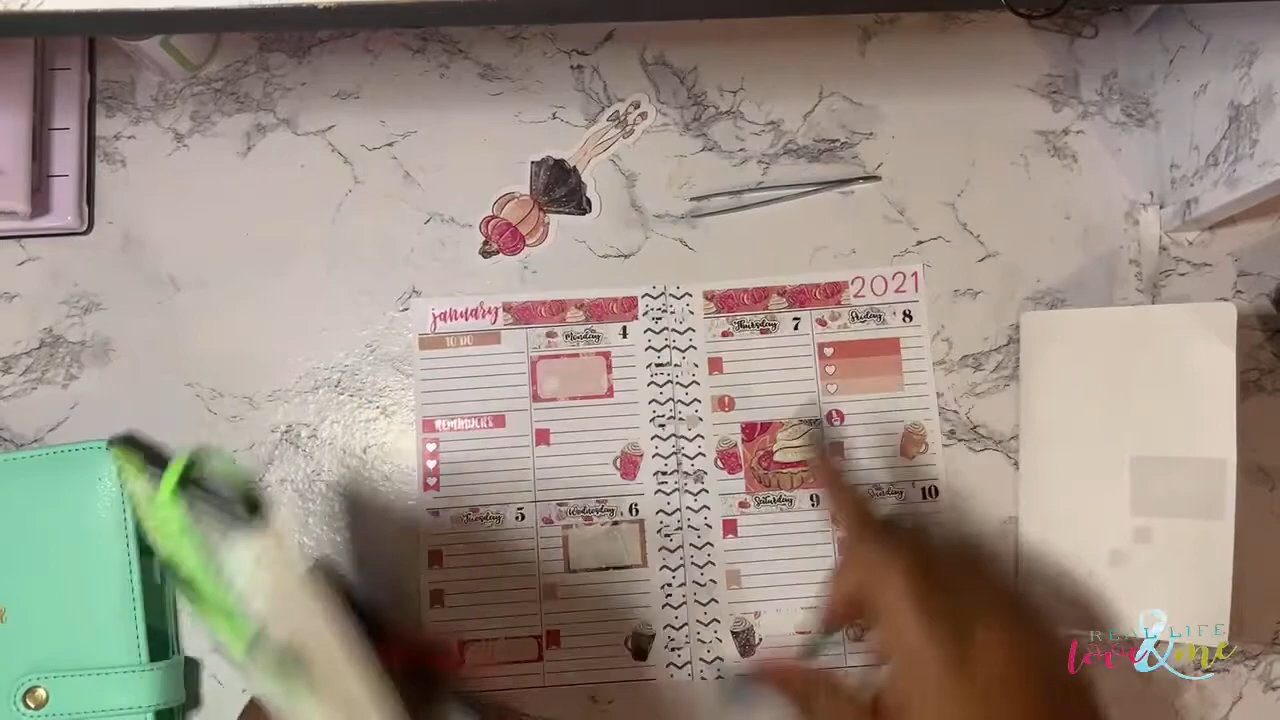 january
2021
TO DO
Monday 4
Thursday 7
Friday 8
REMINDERS
Tuesday 5
Wednesday 6
Saturday 9
Sunday 10
REAL LIFE
love & me